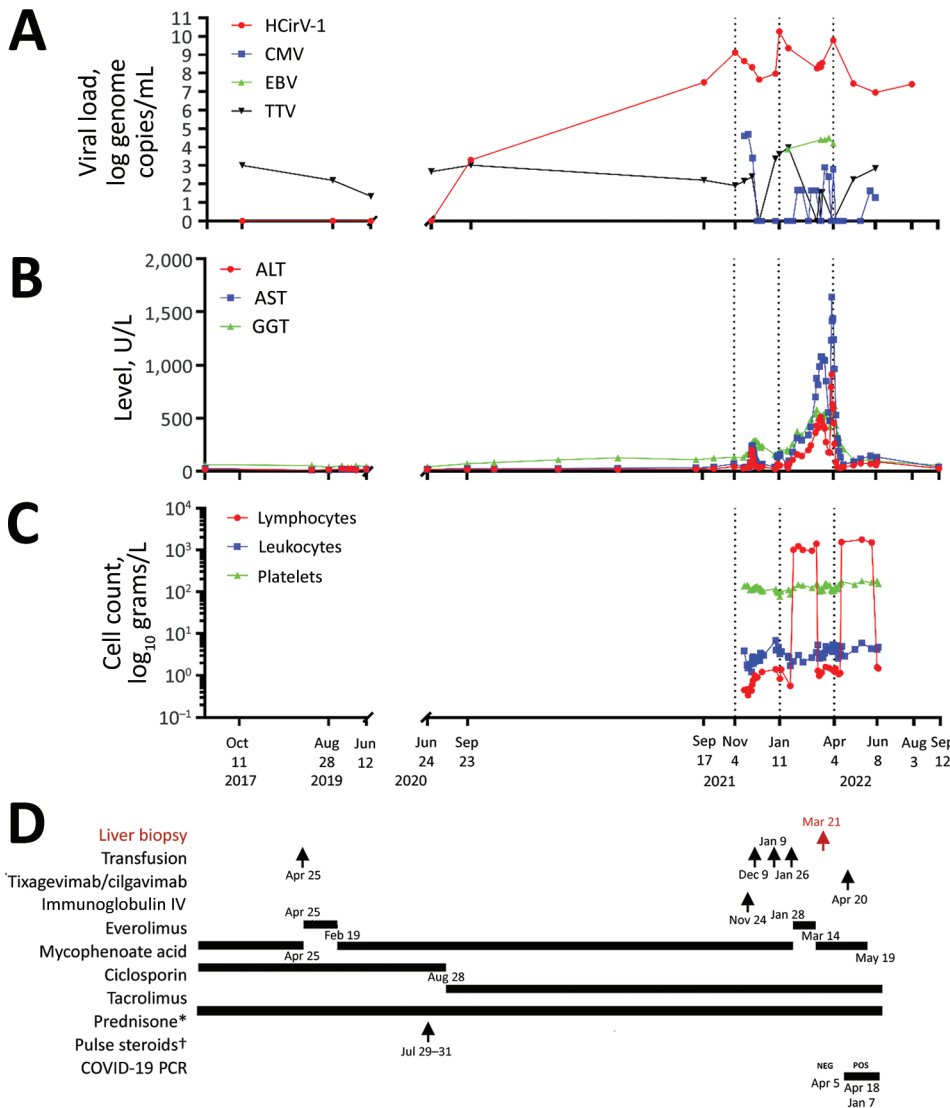 A
Viral load,
log genome
copies/mL
11
10
9
8
7
6
5
4
3
2
1
0
HCirV-1
CMV
EBV
TTV
B
Level, U/L
2,000
1,500
1,000
500
0
ALT
AST
GGT
C
Cell count,
log10 grams/L
10⁴
10³
10²
10¹
10⁰
10⁻¹
Lymphocytes
Leukocytes
Platelets
Oct 11
Aug 28
Jun 12
Jun 24
Sep 23
Sep 17
Nov 4
Jan 11
Apr 4
Jun 8
Aug 3
Sep 12
2017 2019 2020 2021 2022
D
Liver biopsy Mar 21
Transfusion Apr 25 Dec 9 Jan 9 Jan 26
Tixagevimab/cilgavimab Apr 20
Immunoglobulin IV Nov 24
Everolimus Apr 25 Feb 19 Jan 28 Mar 14
Mycophenoate acid Apr 25 May 19
Ciclosporin Aug 28
Tacrolimus
Prednisone*
Pulse steroids† Jul 29–31
COVID-19 PCR NEG Apr 5 POS Apr 18 Jan 7